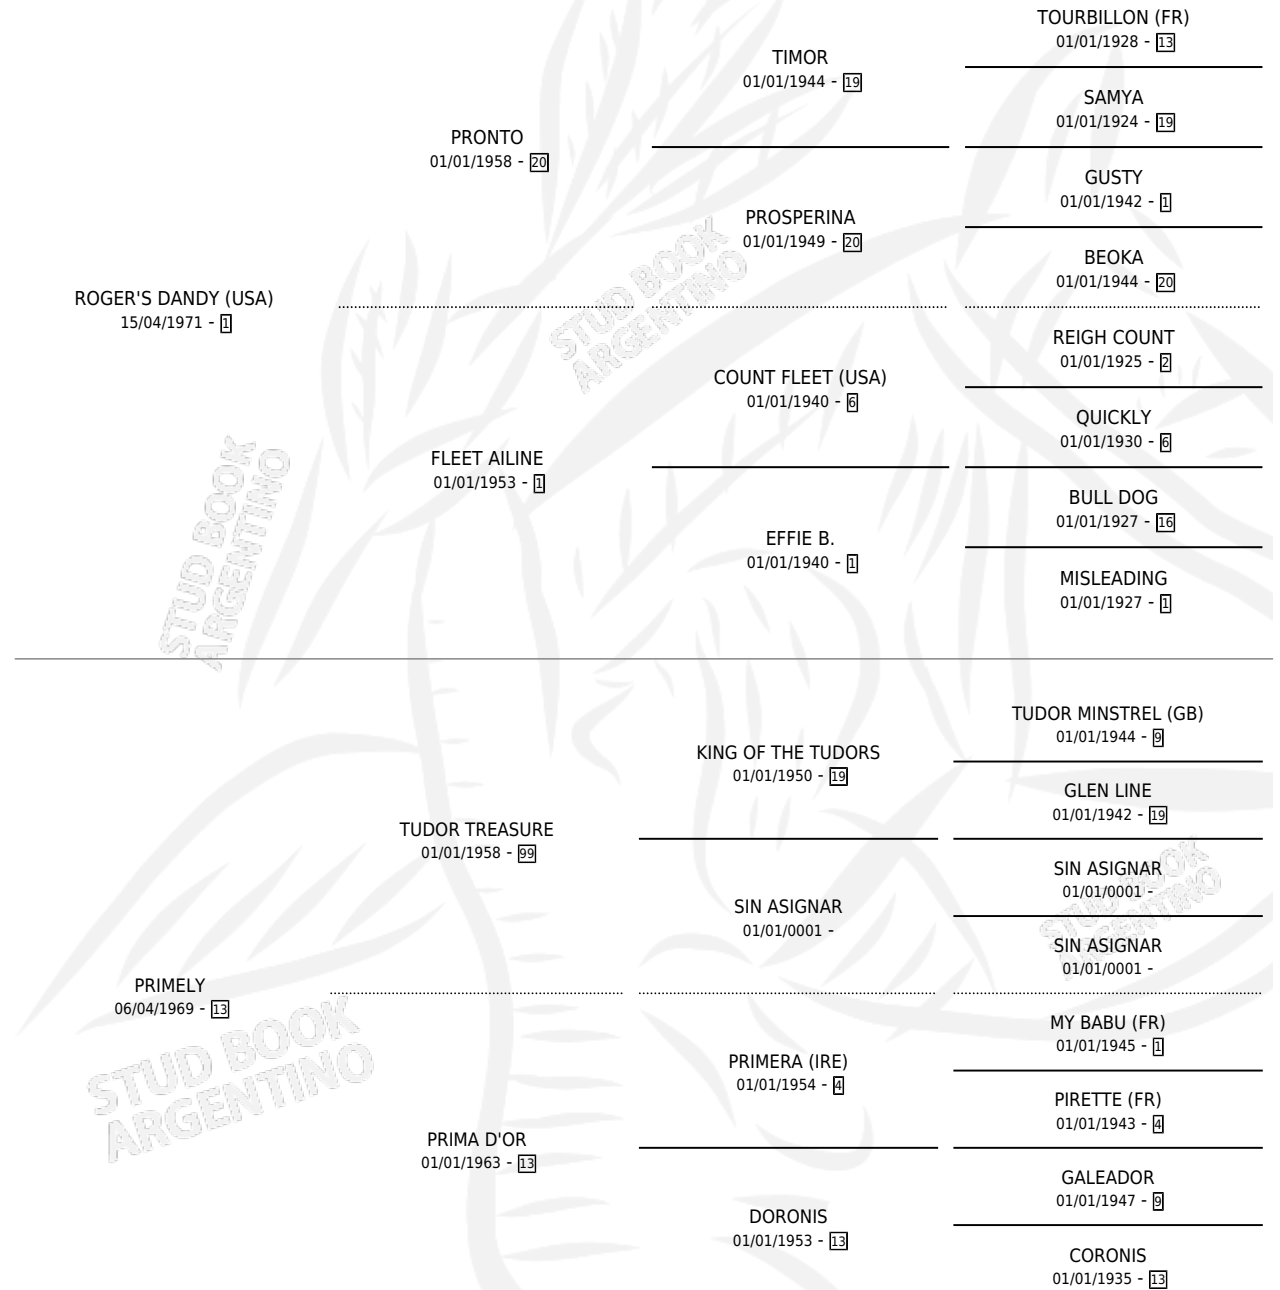 TOURBILLON (FR)
01/01/1928 - 13
TIMOR
01/01/1944 - 19
SAMYA
01/01/1924 - 19
PRONTO
01/01/1958 - 20
GUSTY
01/01/1942 - 1
PROSPERINA
01/01/1949 - 20
BEOKA
01/01/1944 - 20
ROGER'S DANDY (USA)
15/04/1971 - 1
STUD BOOK
ARGENTINO
REIGH COUNT
01/01/1925 - 2
COUNT FLEET (USA)
01/01/1940 - 6
QUICKLY
01/01/1930 - 6
FLEET AILINE
01/01/1953 - 1
BULL DOG
01/01/1927 - 16
EFFIE B.
01/01/1940 - 1
MISLEADING
01/01/1927 - 1
STUD BOOK
ARGENTINO
TUDOR MINSTREL (GB)
01/01/1944 - 9
KING OF THE TUDORS
01/01/1950 - 19
GLEN LINE
01/01/1942 - 19
TUDOR TREASURE
01/01/1958 - 99
SIN ASIGNAR
01/01/0001 -
SIN ASIGNAR
01/01/0001 -
SIN ASIGNAR
01/01/0001 -
STUD BOOK
ARGENTINO
PRIMELY
06/04/1969 - 13
MY BABU (FR)
01/01/1945 - 1
PRIMERA (IRE)
01/01/1954 - 4
PIRETTE (FR)
01/01/1943 - 4
STUD BOOK
ARGENTINO
PRIMA D'OR
01/01/1963 - 13
GALEADOR
01/01/1947 - 9
DORONIS
01/01/1953 - 13
CORONIS
01/01/1935 - 13